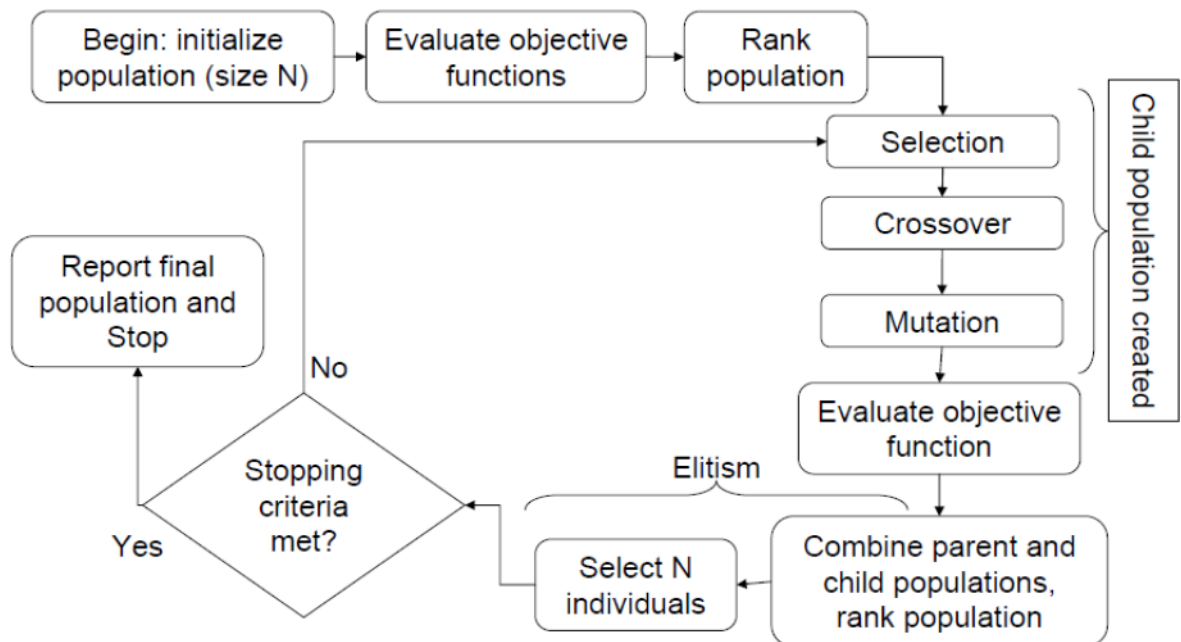 Begin: initialize
population (size N)
Evaluate objective
functions
Rank
population
Selection
Crossover
Mutation
Child population created
Evaluate objective
function
Elitism
Combine parent and
child populations,
rank population
Select N
individuals
Stopping
criteria
met?
No
Yes
Report final
population and
Stop